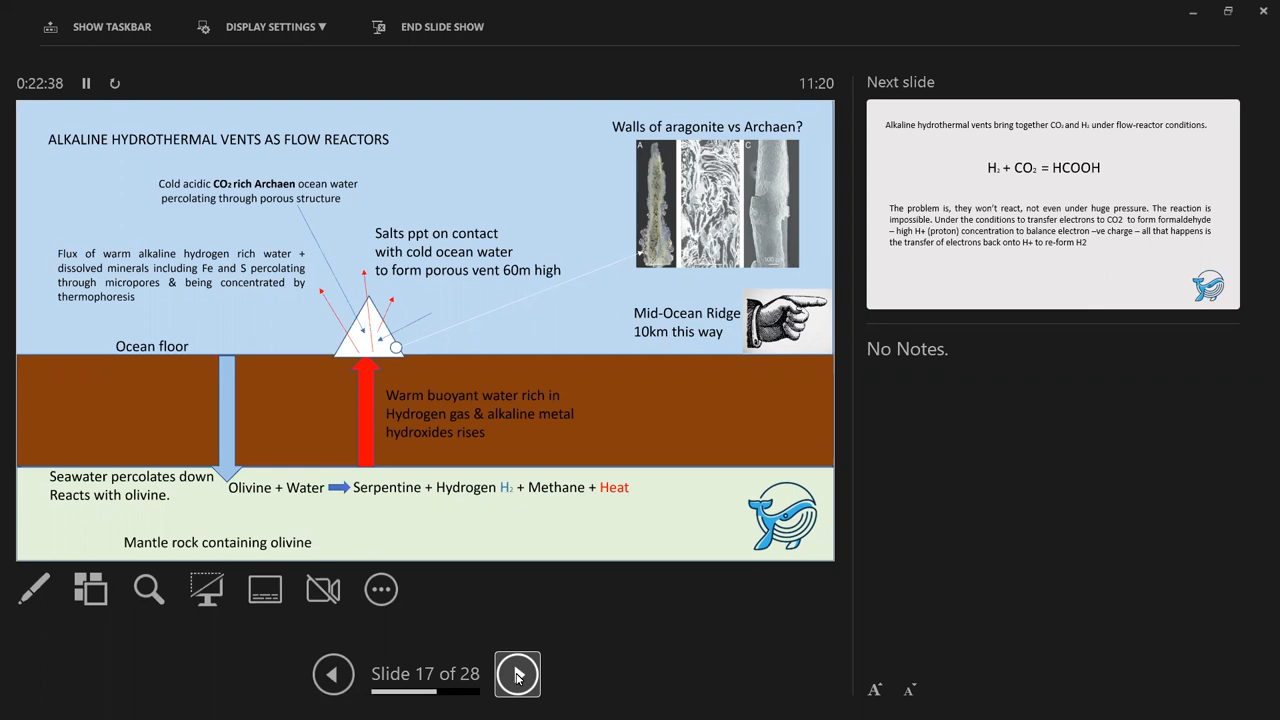 SHOW TASKBAR
DISPLAY SETTINGS ▼
END SLIDE SHOW
0:22:38
11:20
ALKALINE HYDROTHERMAL VENTS AS FLOW REACTORS
Cold acidic CO₂ rich Archaen ocean water
percolating through porous structure
Flux of warm alkaline hydrogen rich water +
dissolved minerals including Fe and S percolating
through micropores & being concentrated by
thermophoresis
Salts ppt on contact
with cold ocean water
to form porous vent 60m high
Walls of aragonite vs Archaen?
A
C
100 µm
Mid-Ocean Ridge
10km this way
Ocean floor
Warm buoyant water rich in
Hydrogen gas & alkaline metal
hydroxides rises
Seawater percolates down
Reacts with olivine.
Olivine + Water
Serpentine + Hydrogen H₂ + Methane + Heat
Mantle rock containing olivine
Slide 17 of 28
Next slide
Alkaline hydrothermal vents bring together CO₂ and H₂ under flow-reactor conditions.
H₂ + CO₂ = HCOOH
The problem is, they won't react, not even under huge pressure. The reaction is
impossible. Under the conditions to transfer electrons to CO2 to form formaldehyde
– high H+ (proton) concentration to balance electron –ve charge – all that happens is
the transfer of electrons back onto H+ to re-form H2
No Notes.
A
A